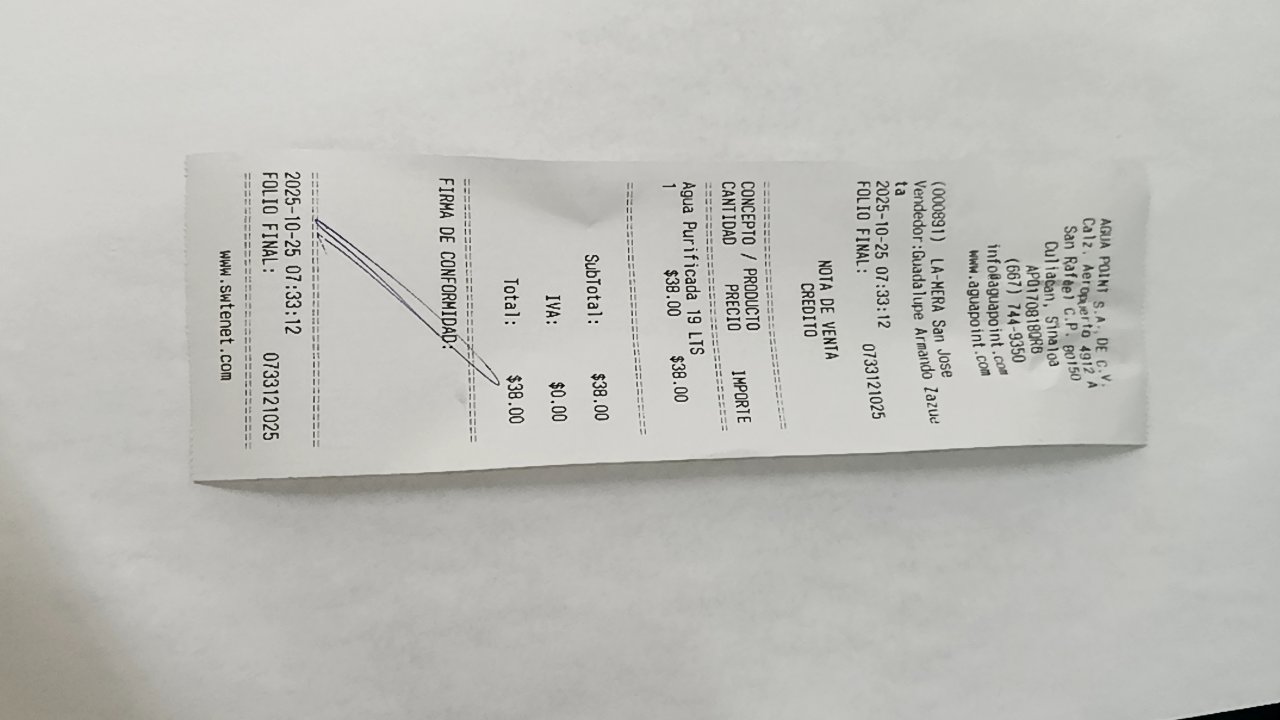 AGUA POINT S.A. DE C.V.
Calz. Aeropuerto 4912 A
San Rafael C.P. 80150
Culiacan, Sinaloa
APO170818QR8
(667) 744-9350
info@aguapoint.com
www.aguapoint.com
(000891) LA-MERA San Jose
Vendedor:Guadalupe Armando Zazue
ta
2025-10-25 07:33:12
FOLIO FINAL: 0733121025
NOTA DE VENTA
CREDITO
==============================
CONCEPTO / PRODUCTO
CANTIDAD PRECIO IMPORTE
==============================
Agua Purificada 19 LTS
1 $38.00 $38.00
==============================
SubTotal: $38.00
IVA: $0.00
Total: $38.00
==============================
FIRMA DE CONFORMIDAD:
==============================
2025-10-25 07:33:12
FOLIO FINAL: 0733121025
==============================
www.swtenet.com